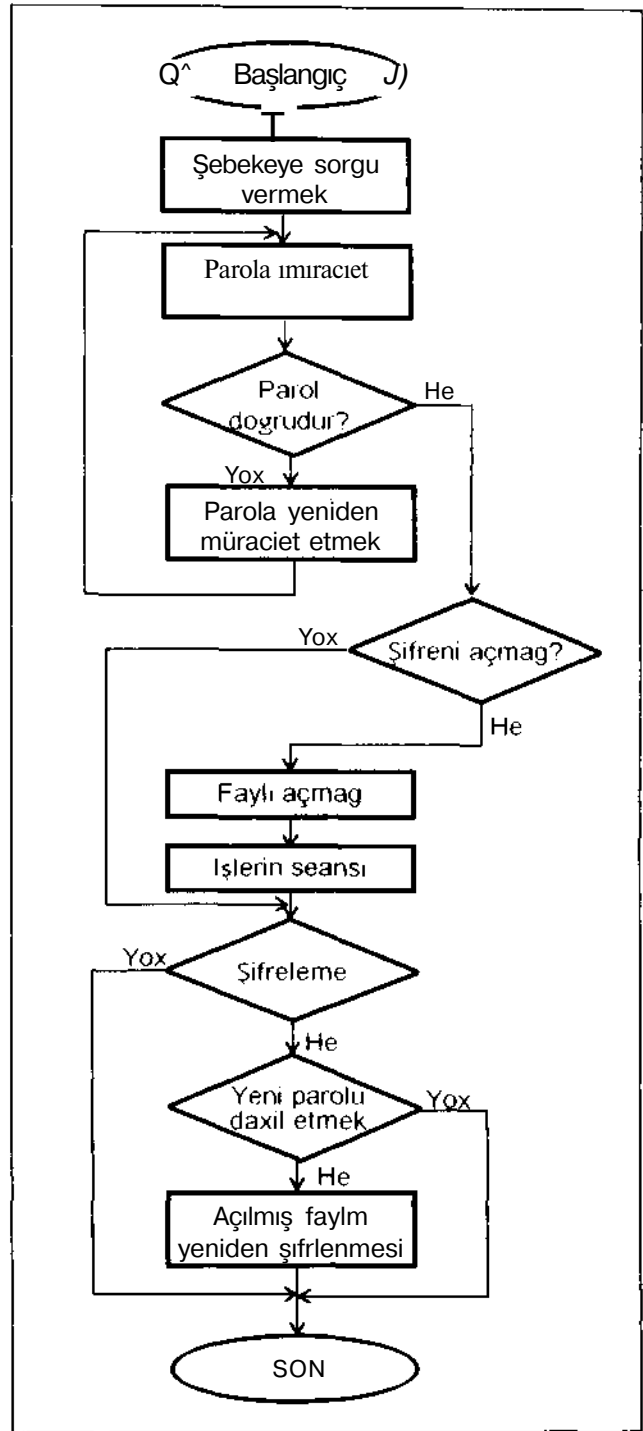 Başlangıç
Şebekeye sorgu
vermek
Parola ımıracıet
Parol
dogrudur?
He
Yox
Parola yeniden
müraciet etmek
Yox
Şifreni açmag?
He
Faylı açmag
Işlerin seansı
Yox
Şifreleme
He
Yeni parolu
daxil etmek
Yox
He
Açılmış faylm
yeniden şıfrlenmesi
SON